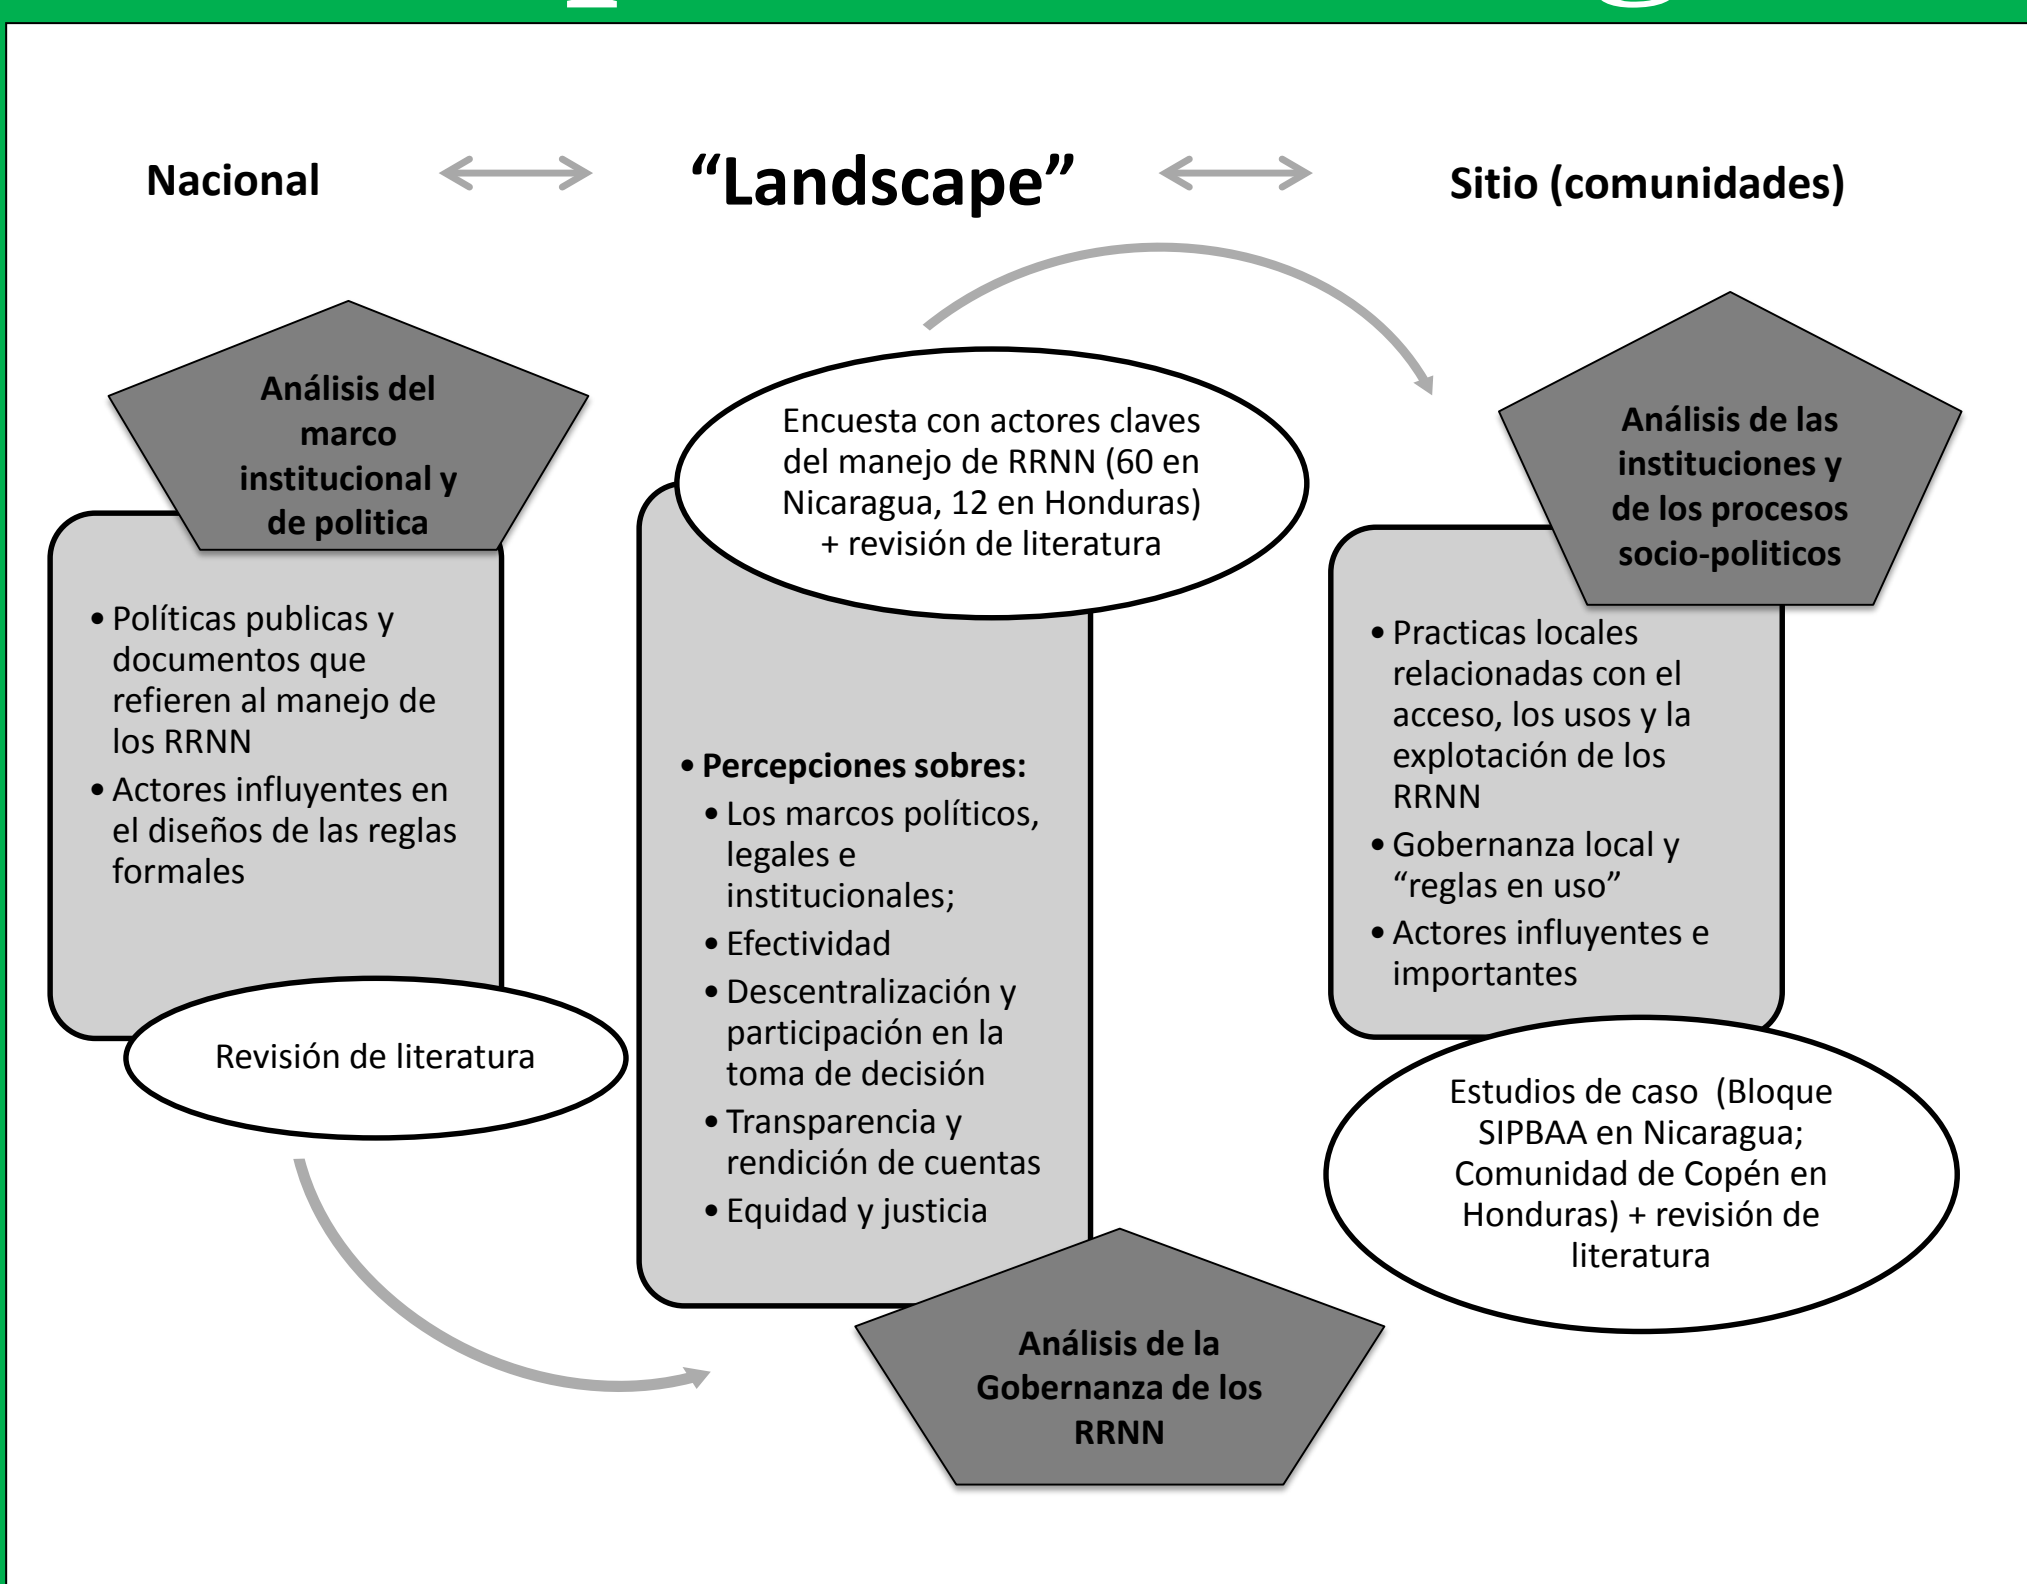 Nacional
“Landscape”
Sitio (comunidades)
Análisis del
marco
institucional y
de politica
• Políticas publicas y
documentos que
refieren al manejo de
los RRNN
• Actores influyentes en
el diseños de las reglas
formales
Revisión de literatura
Encuesta con actores claves
del manejo de RRNN (60 en
Nicaragua, 12 en Honduras)
+ revisión de literatura
• Percepciones sobres:
• Los marcos políticos,
legales e
institucionales;
• Efectividad
• Descentralización y
participación en la
toma de decisión
• Transparencia y
rendición de cuentas
• Equidad y justicia
Análisis de la
Gobernanza de los
RRNN
Análisis de las
instituciones y
de los procesos
socio-politicos
• Practicas locales
relacionadas con el
acceso, los usos y la
explotación de los
RRNN
• Gobernanza local y
“reglas en uso”
• Actores influyentes e
importantes
Estudios de caso (Bloque
SIPBAA en Nicaragua;
Comunidad de Copén en
Honduras) + revisión de
literatura